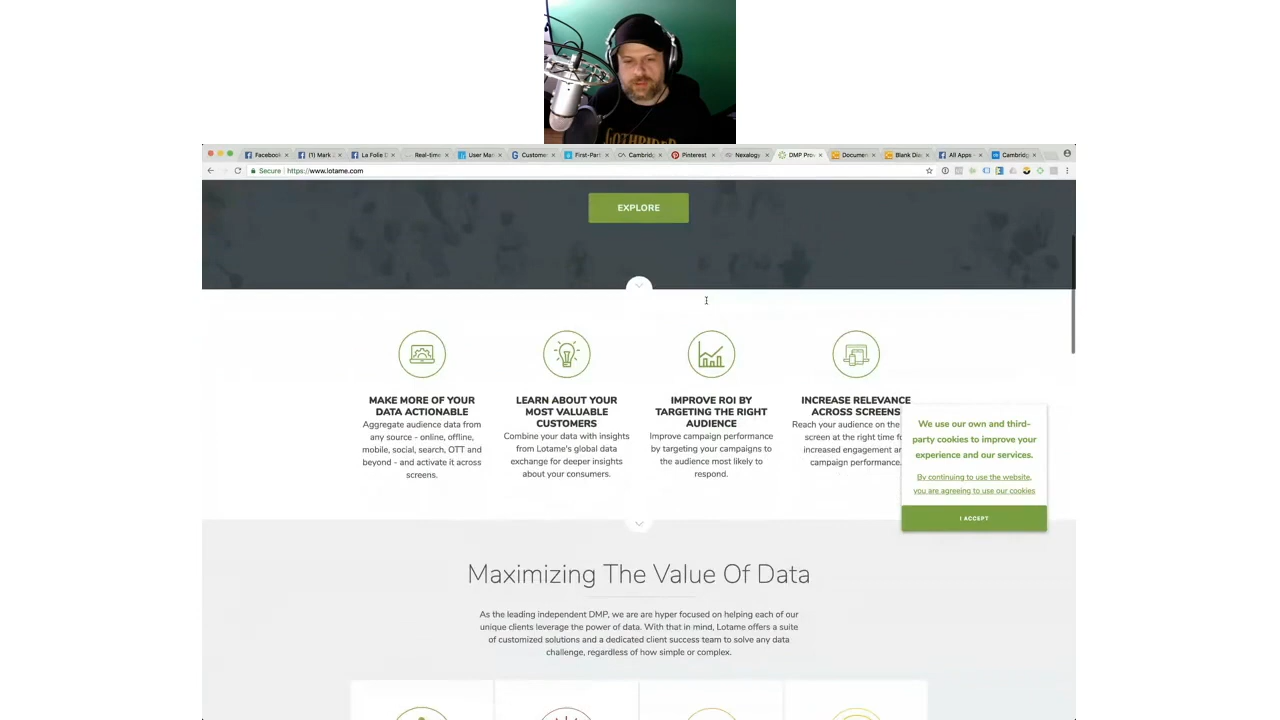 GOTHRIDER
Facebook
(1) Mark Z
La Folie D
Real-time
User Ma
Custome
First-Part
Cambridg
Pinterest
Nexalogy
DMP Pro
Docume
Blank Dia
All Apps -
Cambridg
Secure
https://www.lotame.com
EXPLORE
MAKE MORE OF YOUR
DATA ACTIONABLE
Aggregate audience data from
any source - online, offline,
mobile, social, search, OTT and
beyond - and activate it across
screens.
LEARN ABOUT YOUR
MOST VALUABLE
CUSTOMERS
Combine your data with insights
from Lotame's global data
exchange for deeper insights
about your consumers.
IMPROVE ROI BY
TARGETING THE RIGHT
AUDIENCE
Improve campaign performance
by targeting your campaigns to
the audience most likely to
respond.
INCREASE RELEVANCE
ACROSS SCREENS
Reach your audience on the
screen at the right time fo
increased engagement an
campaign performance.
We use our own and third-
party cookies to improve your
experience and our services.
By continuing to use the website,
you are agreeing to use our cookies
I ACCEPT
Maximizing The Value Of Data
As the leading independent DMP, we are are hyper focused on helping each of our
unique clients leverage the power of data. With that in mind, Lotame offers a suite
of customized solutions and a dedicated client success team to solve any data
challenge, regardless of how simple or complex.